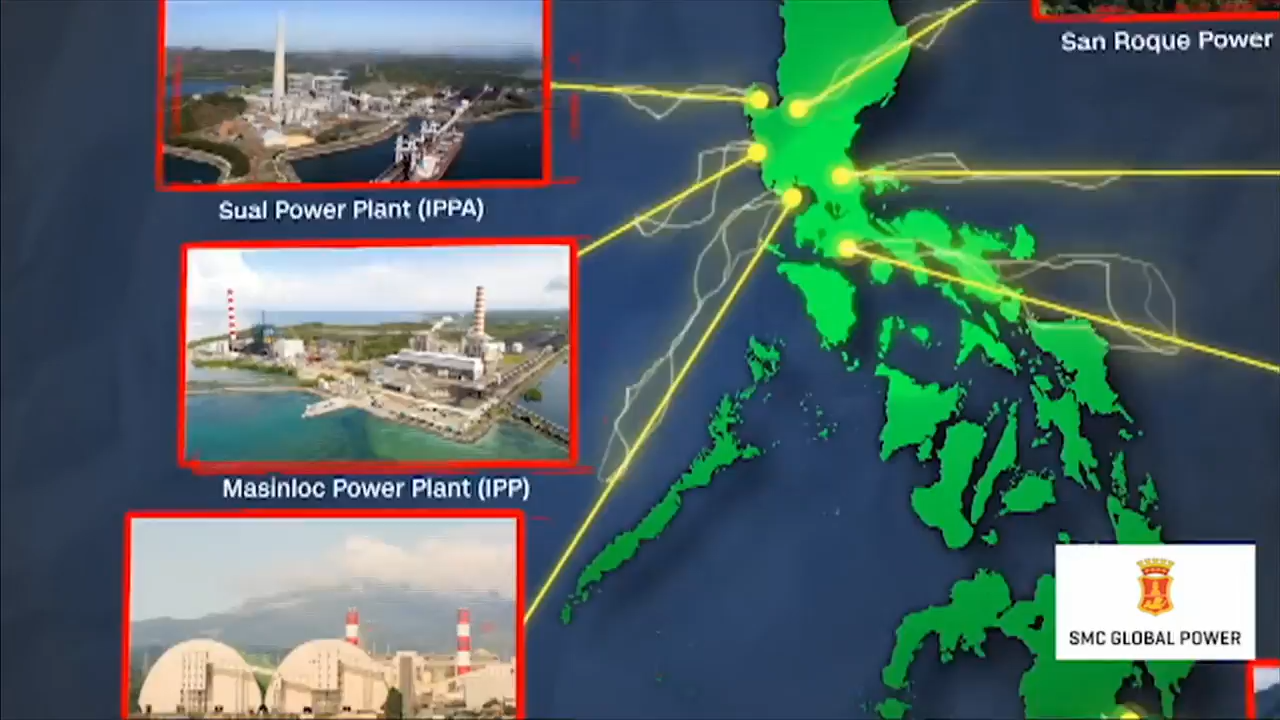 San Roque Power
Sual Power Plant (IPPA)
Masinloc Power Plant (IPP)
SMC GLOBAL POWER